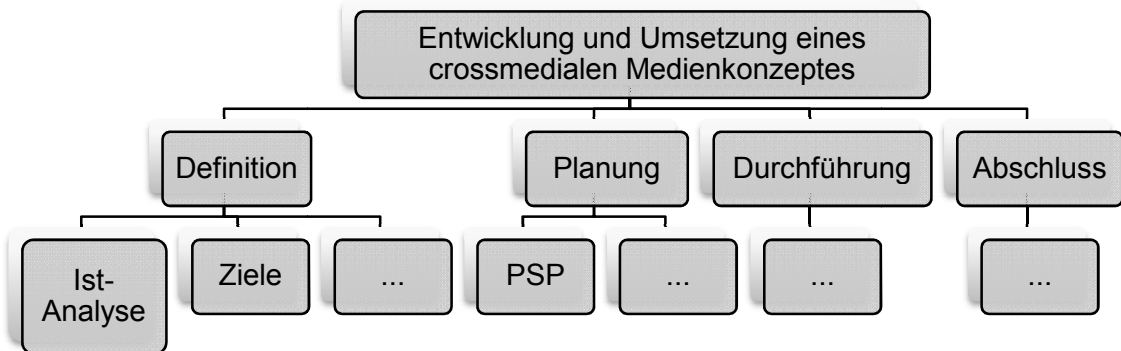 Entwicklung und Umsetzung eines
crossmedialen Medienkonzeptes
Definition
Planung
Durchführung
Abschluss
Ist-
Analyse
Ziele
...
PSP
...
...
...